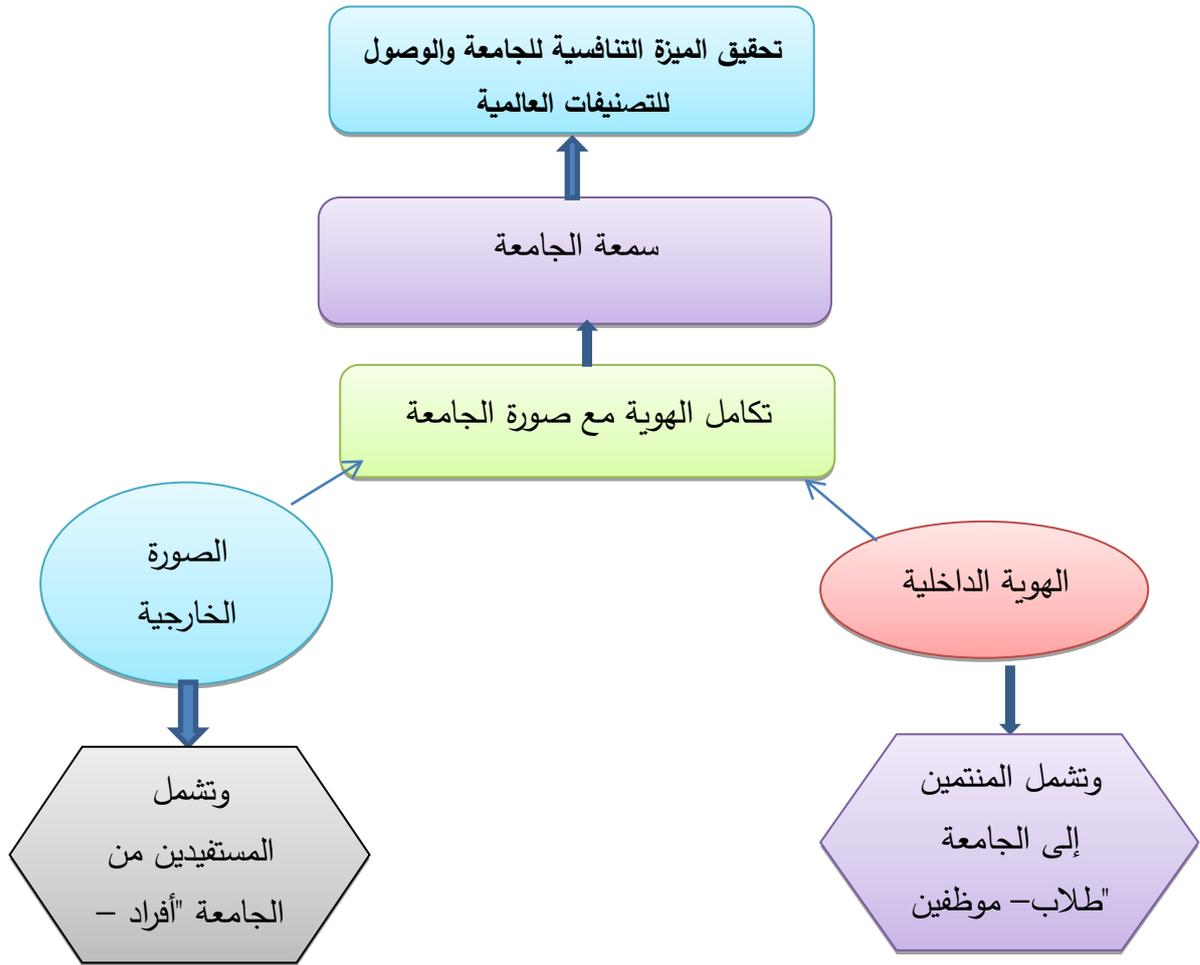 تحقيق الميزة التنافسية للجامعة والوصول
للتصنيفات العالمية
سمعة الجامعة
تكامل الهوية مع صورة الجامعة
الهوية الداخلية
الصورة
الخارجية
وتشمل المنتمين
إلى الجامعة
"طلاب– موظفين
وتشمل
المستفيدين من
الجامعة "أفراد –